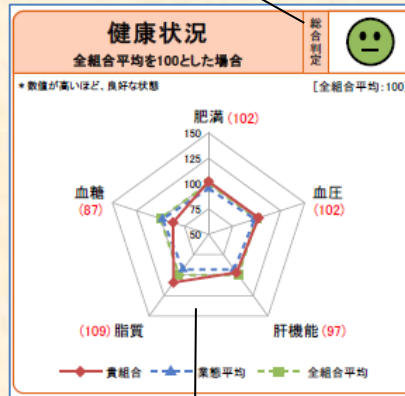 健康状況
全組合平均を100とした場合
総合判定
*数値が高いほど、良好な状態
[全組合平均:100]
肥満(102)
150
125
100
75
50
血糖
(87)
血圧
(102)
(109)脂質
肝機能(97)
貴組合
業態平均
全組合平均